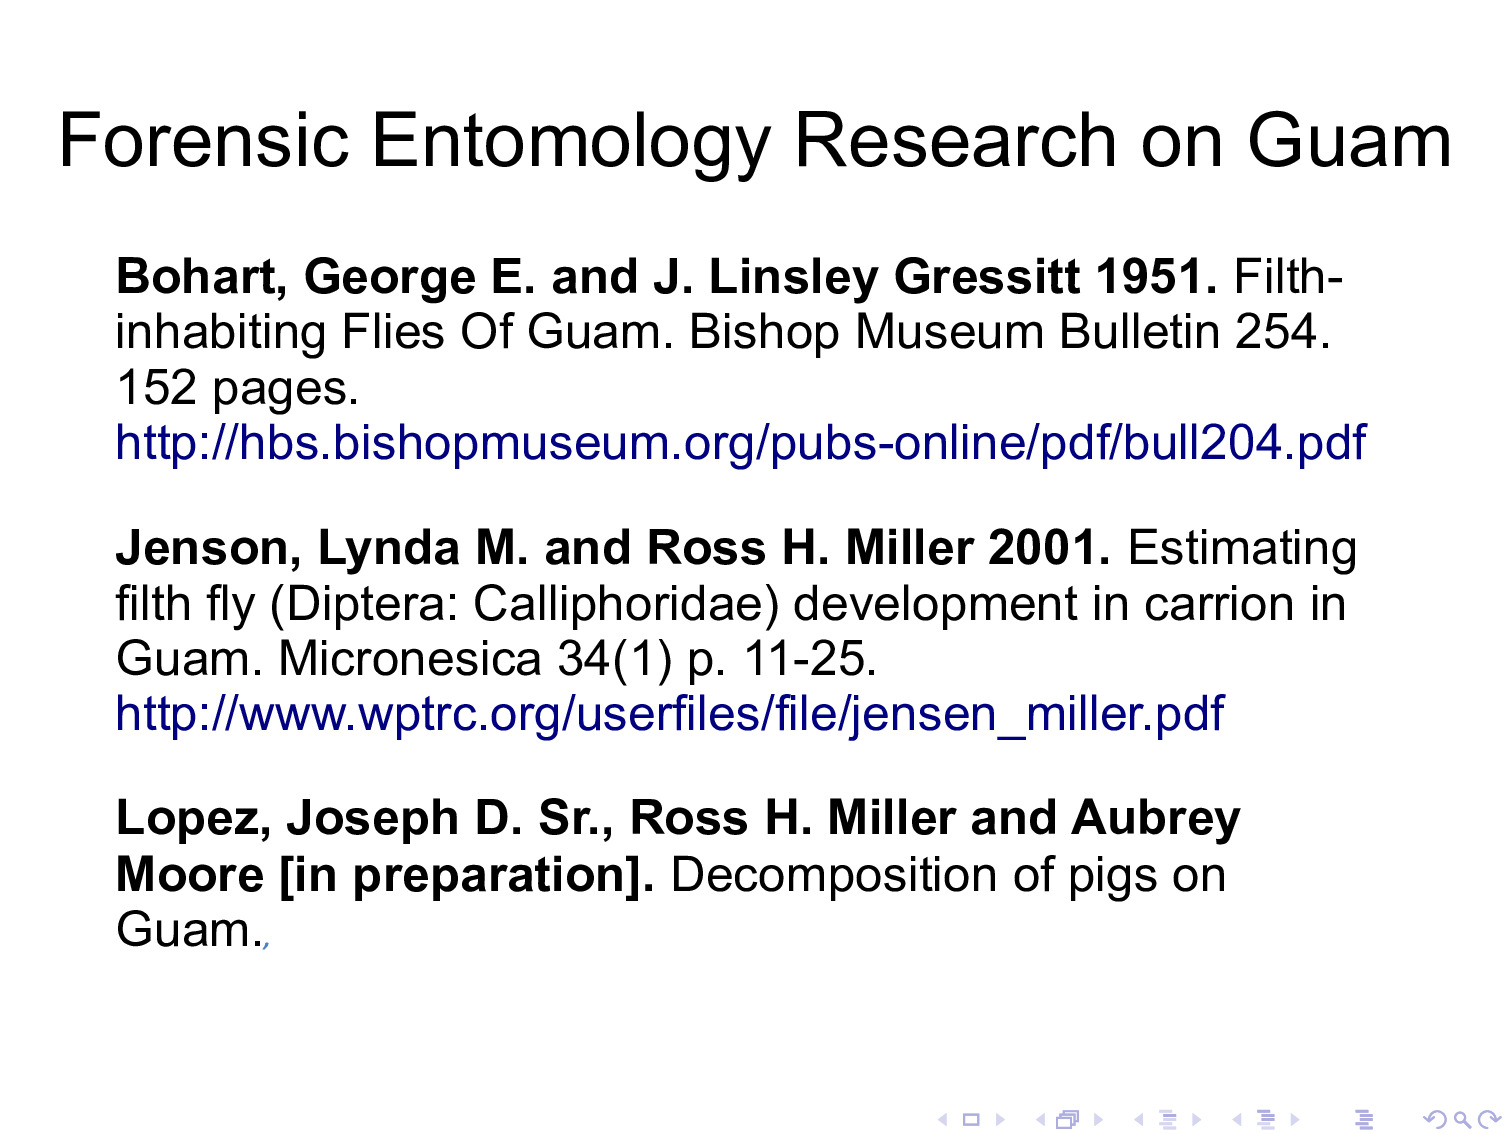 Forensic Entomology Research on Guam
Bohart, George E. and J. Linsley Gressitt 1951. Filth-
inhabiting Flies Of Guam. Bishop Museum Bulletin 254.
152 pages.
http://hbs.bishopmuseum.org/pubs-online/pdf/bull204.pdf
Jenson, Lynda M. and Ross H. Miller 2001. Estimating
filth fly (Diptera: Calliphoridae) development in carrion in
Guam. Micronesica 34(1) p. 11-25.
http://www.wptrc.org/userfiles/file/jensen_miller.pdf
Lopez, Joseph D. Sr., Ross H. Miller and Aubrey
Moore [in preparation]. Decomposition of pigs on
Guam.,